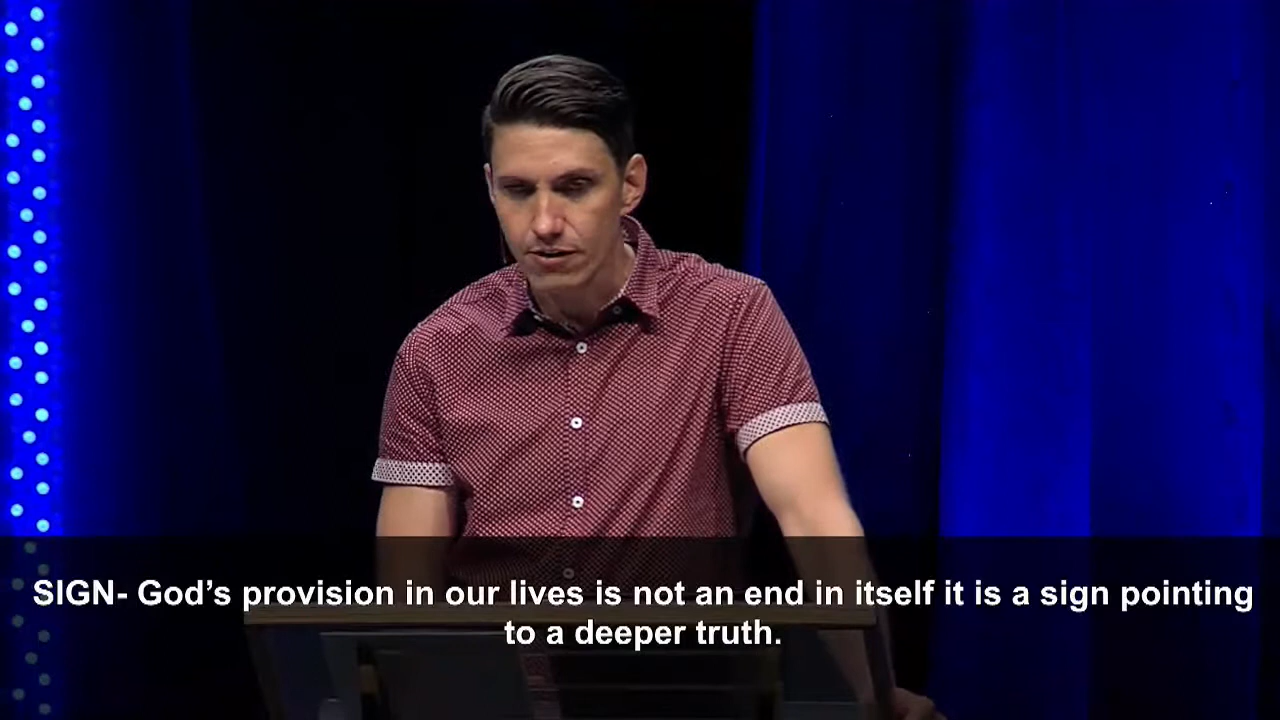 SIGN- God’s provision in our lives is not an end in itself it is a sign pointing
to a deeper truth.